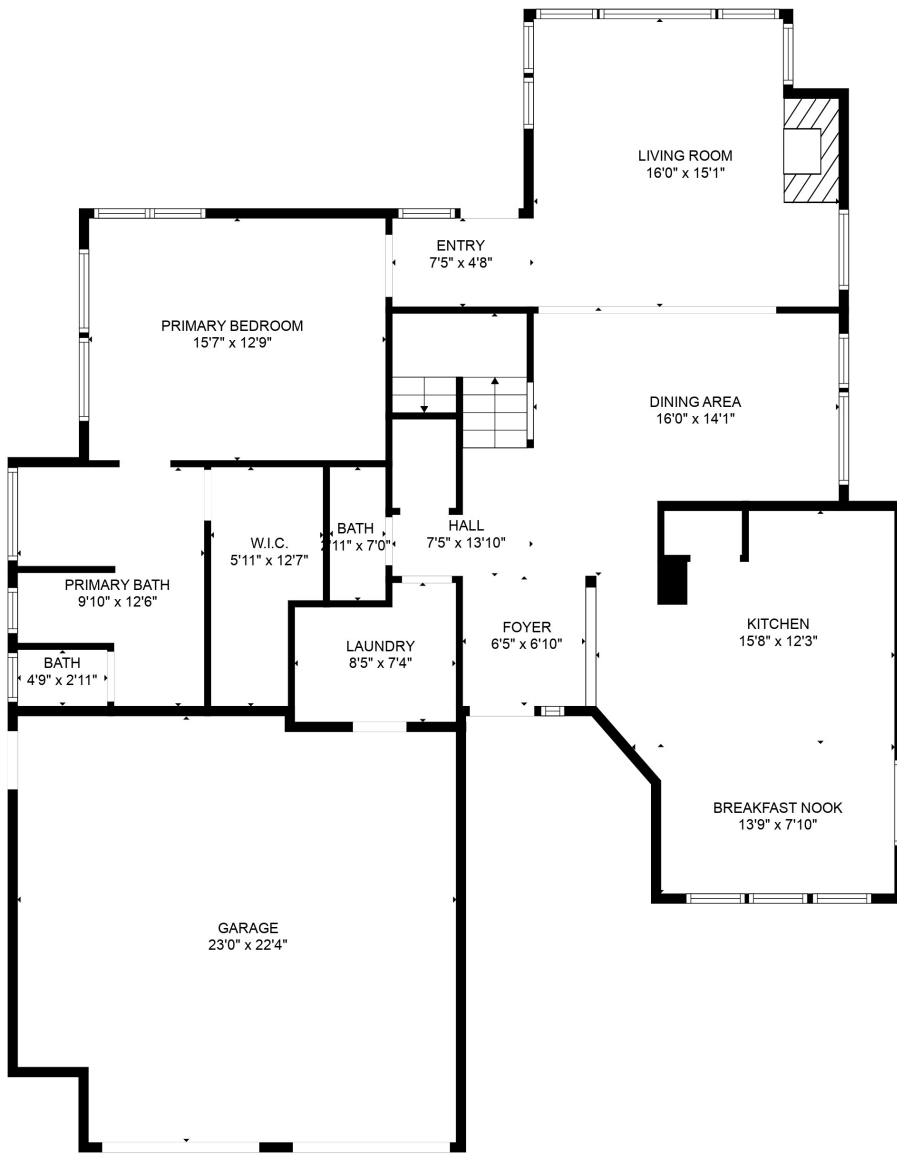 LIVING ROOM
16'0" x 15'1"
ENTRY
7'5" x 4'8"
PRIMARY BEDROOM
15'7" x 12'9"
DINING AREA
16'0" x 14'1"
BATH
2'11" x 7'0"
HALL
7'5" x 13'10"
W.I.C.
5'11" x 12'7"
PRIMARY BATH
9'10" x 12'6"
FOYER
6'5" x 6'10"
KITCHEN
15'8" x 12'3"
LAUNDRY
8'5" x 7'4"
BATH
4'9" x 2'11"
BREAKFAST NOOK
13'9" x 7'10"
GARAGE
23'0" x 22'4"